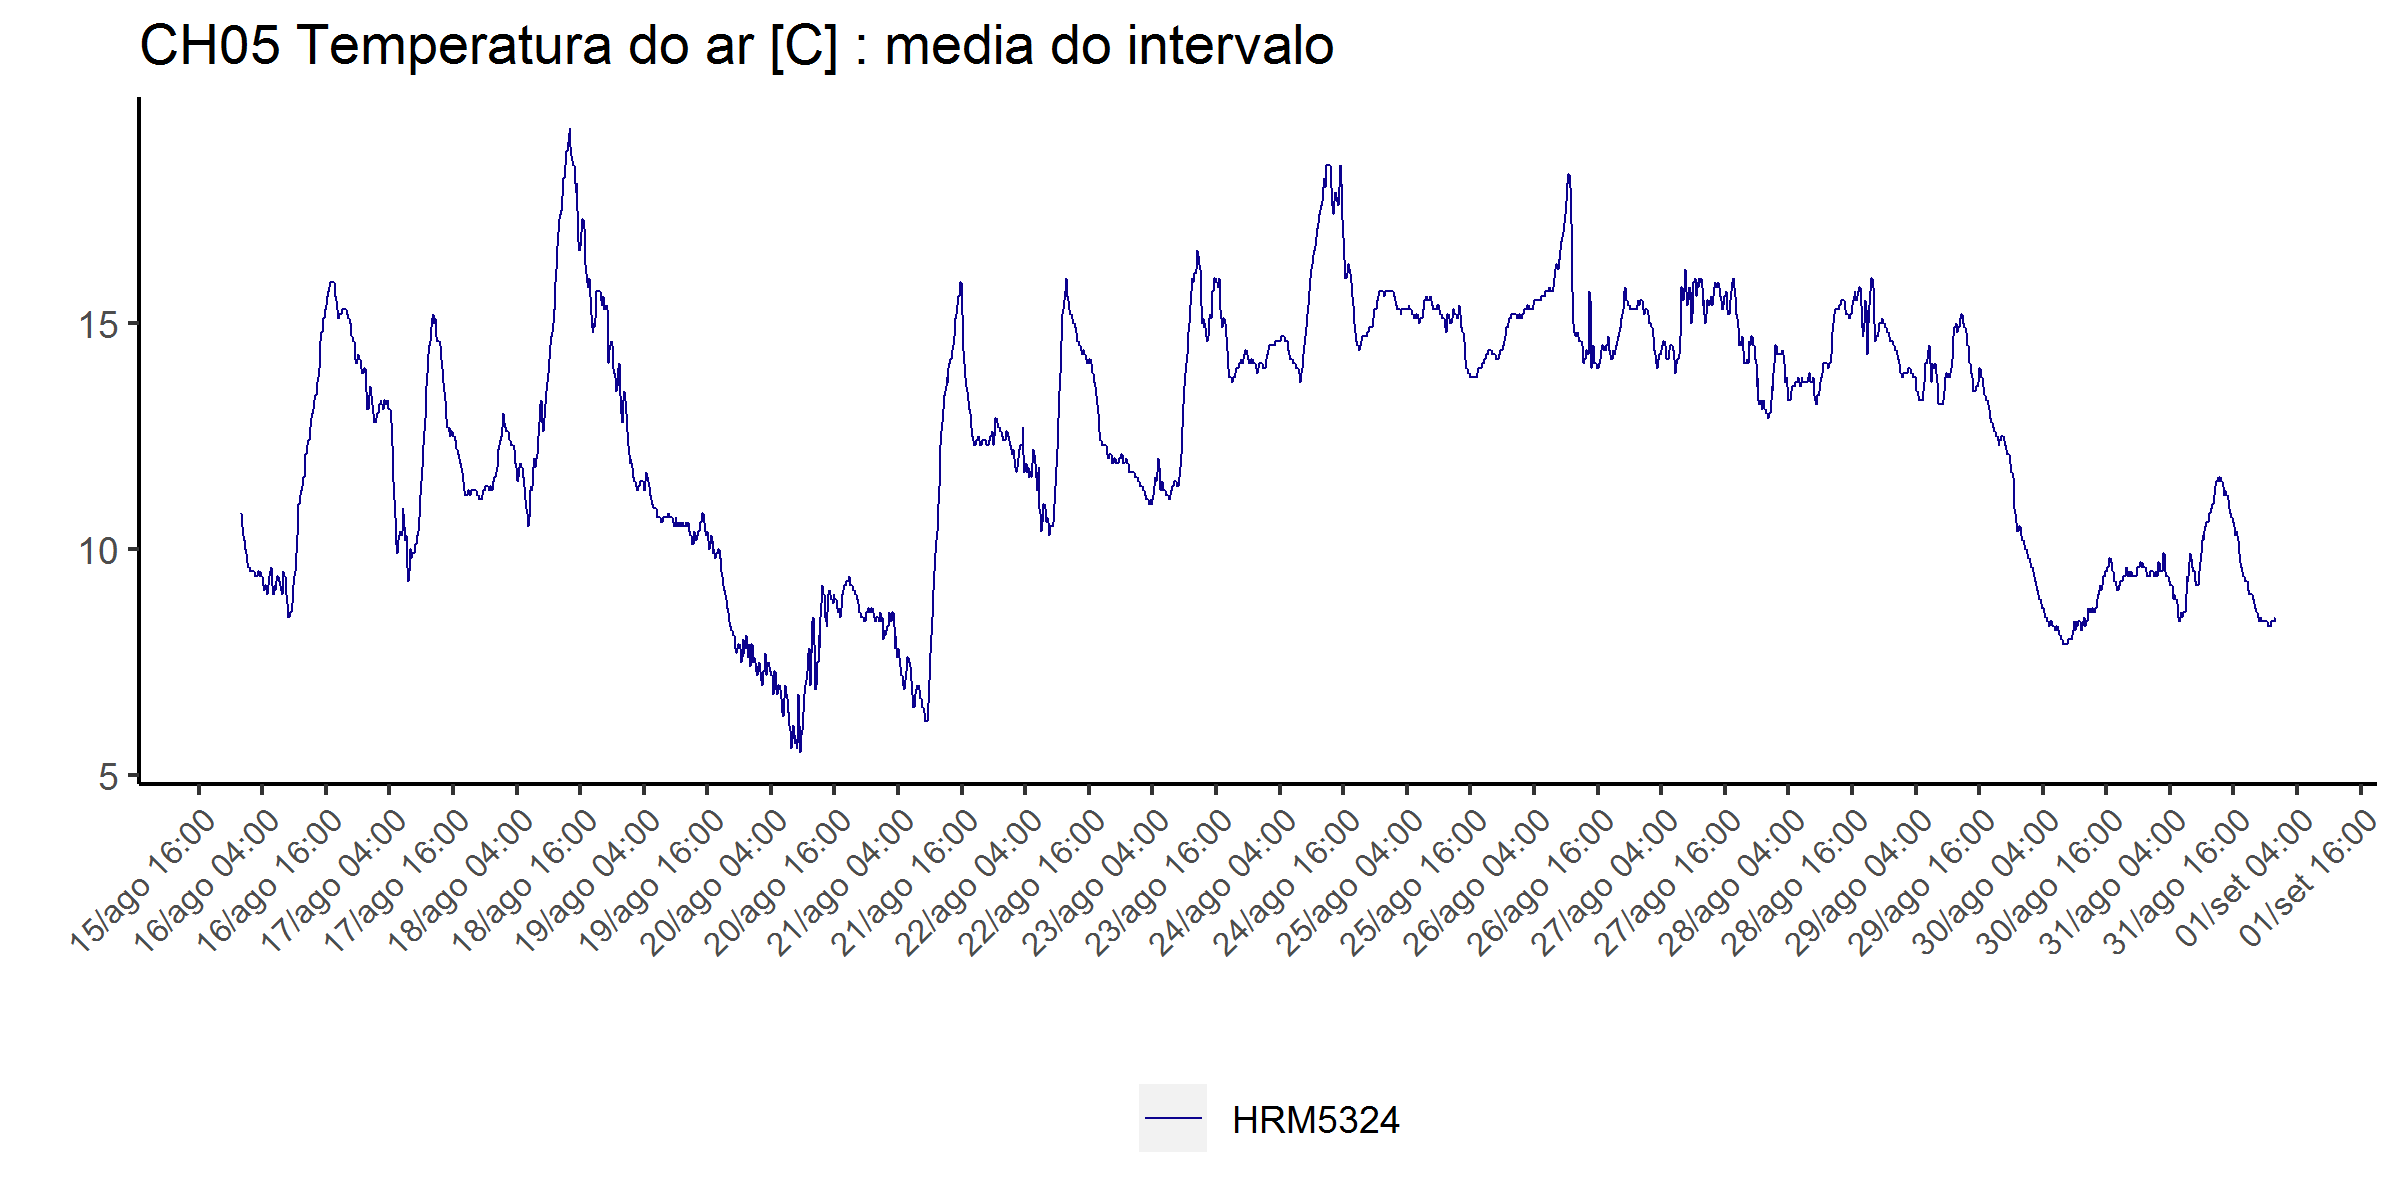 CH05 Temperatura do ar [C] : media do intervalo
15
10
5
15/ago 16:00
16/ago 04:00
16/ago 16:00
17/ago 04:00
17/ago 16:00
18/ago 04:00
18/ago 16:00
19/ago 04:00
19/ago 16:00
20/ago 04:00
20/ago 16:00
21/ago 04:00
21/ago 16:00
22/ago 04:00
22/ago 16:00
23/ago 04:00
23/ago 16:00
24/ago 04:00
24/ago 16:00
25/ago 04:00
25/ago 16:00
26/ago 04:00
26/ago 16:00
27/ago 04:00
27/ago 16:00
28/ago 04:00
28/ago 16:00
29/ago 04:00
29/ago 16:00
30/ago 04:00
30/ago 16:00
31/ago 04:00
31/ago 16:00
01/set 04:00
01/set 16:00
HRM5324